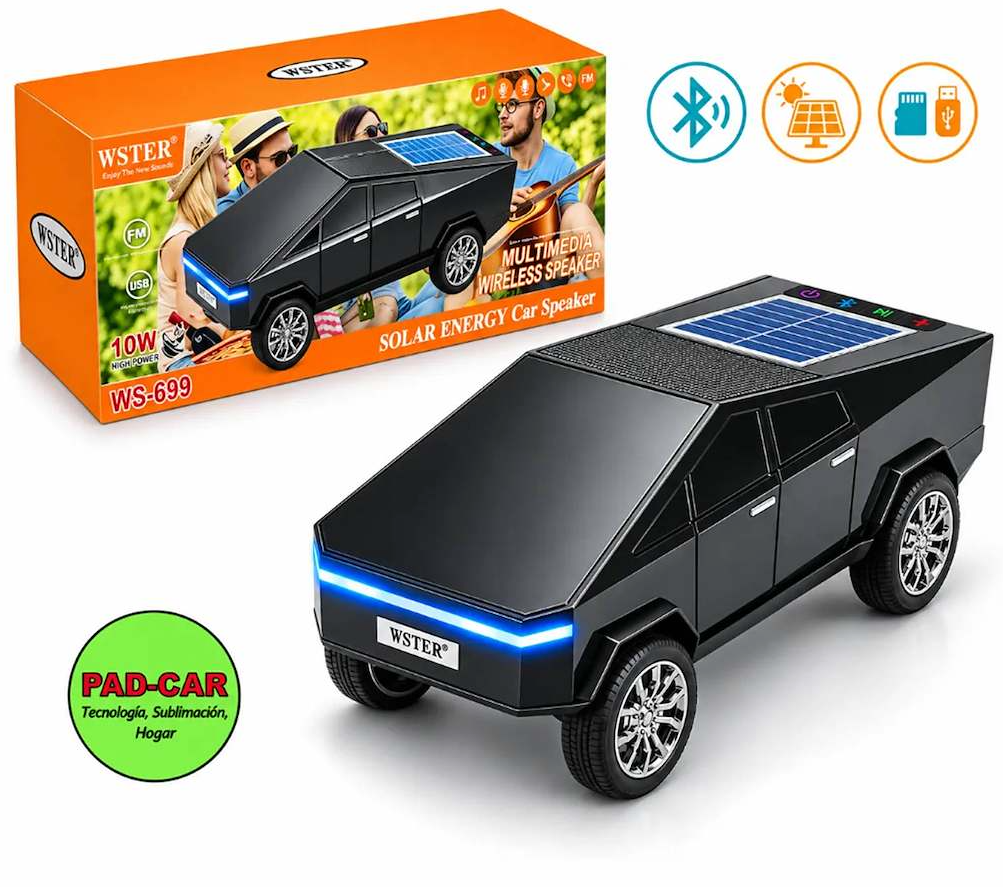 WSTER
WSTER®
Enjoy The New Sounds
FM
WSTER
FM
USB
MULTIMEDIA
WIRELESS SPEAKER
10W
HIGH POWER
SOLAR ENERGY Car Speaker
WS-699
WSTER®
PAD-CAR
Tecnología, Sublimación,
Hogar